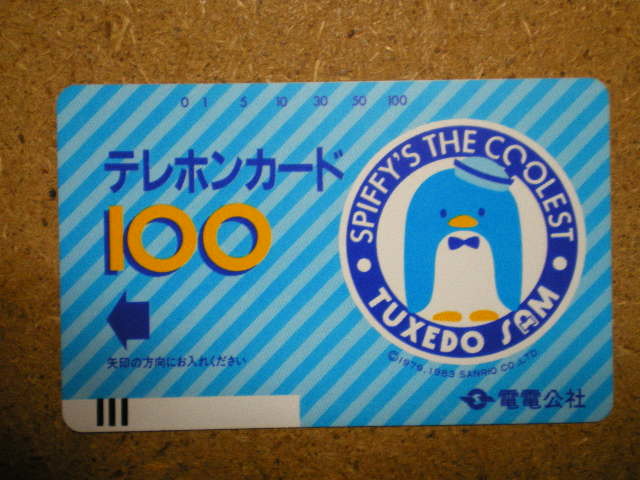 0 1 5 10 30 50 100
テレホンカード
100
矢印の方向にお入れください
SPIFFY'S THE COOLEST
TUXEDO SAM
©1979, 1983 SANRIO CO., LTD.
電電公社